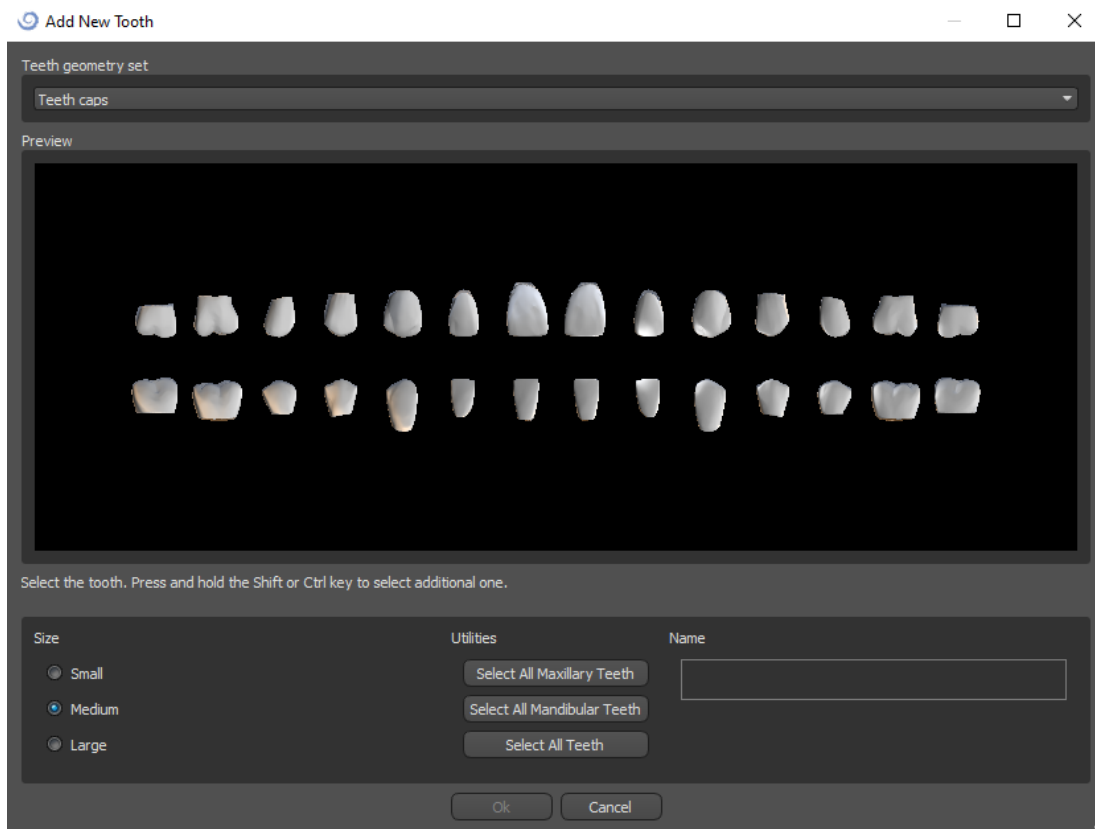 Add New Tooth
Teeth geometry set
Teeth caps
Preview
Select the tooth. Press and hold the Shift or Ctrl key to select additional one.
Size
Utilities
Name
Small
Select All Maxillary Teeth
Medium
Select All Mandibular Teeth
Large
Select All Teeth
Ok
Cancel